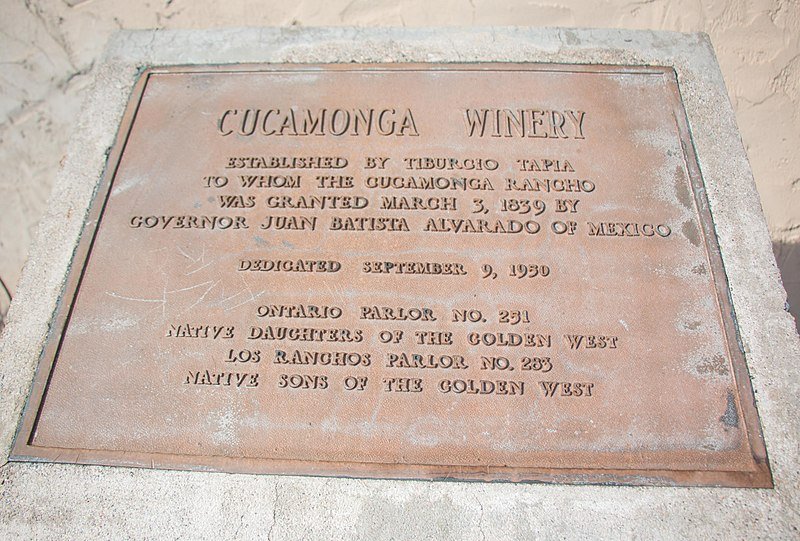 CUCAMONGA WINERY
ESTABLISHED BY TIBURCIO TAPIA
TO WHOM THE CUCAMONGA RANCHO
WAS GRANTED MARCH 3, 1839 BY
GOVERNOR JUAN BATISTA ALVARADO OF MEXICO
DEDICATED SEPTEMBER 9, 1950
ONTARIO PARLOR NO. 251
NATIVE DAUGHTERS OF THE GOLDEN WEST
LOS RANCHOS PARLOR NO. 283
NATIVE SONS OF THE GOLDEN WEST